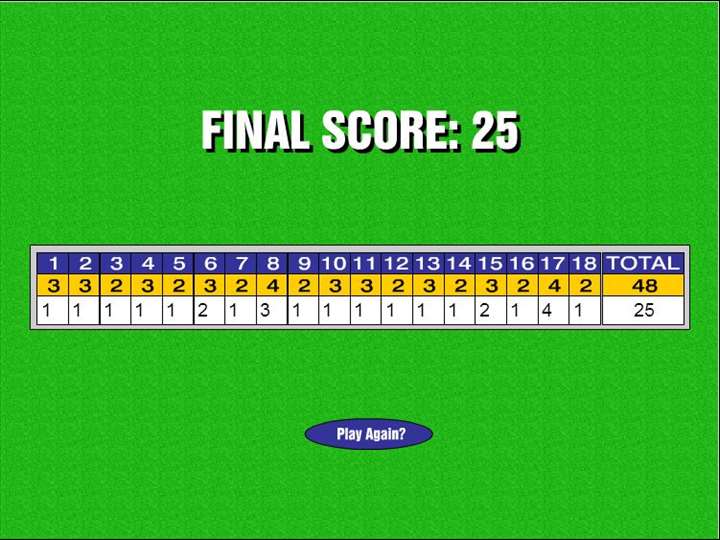 FINAL SCORE: 25
1 2 3 4 5 6 7 8 9 10 11 12 13 14 15 16 17 18 TOTAL
3 3 2 3 2 3 2 4 2 3 3 2 3 2 3 2 4 2 48
1 1 1 1 1 2 1 3 1 1 1 1 1 1 2 1 4 1 25
Play Again?